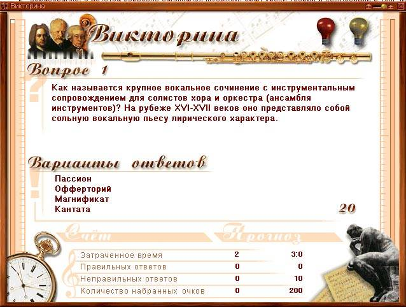 Викторина
Викторина
Вопрос 1
Как называется крупное вокальное сочинение с инструментальным
сопровождением для солистов хора и оркестра (ансамбля
инструментов)? На рубеже XVI-XVII веков оно представляло собой
сольную вокальную пьесу лирического характера.
Варианты ответов
Пассион
Офферторий
Магнификат
Кантата
20
Счёт Прогноз
Затраченное время 2 3:0
Правильных ответов 0 0
Неправильных ответов 0 10
Количество набранных очков 0 200